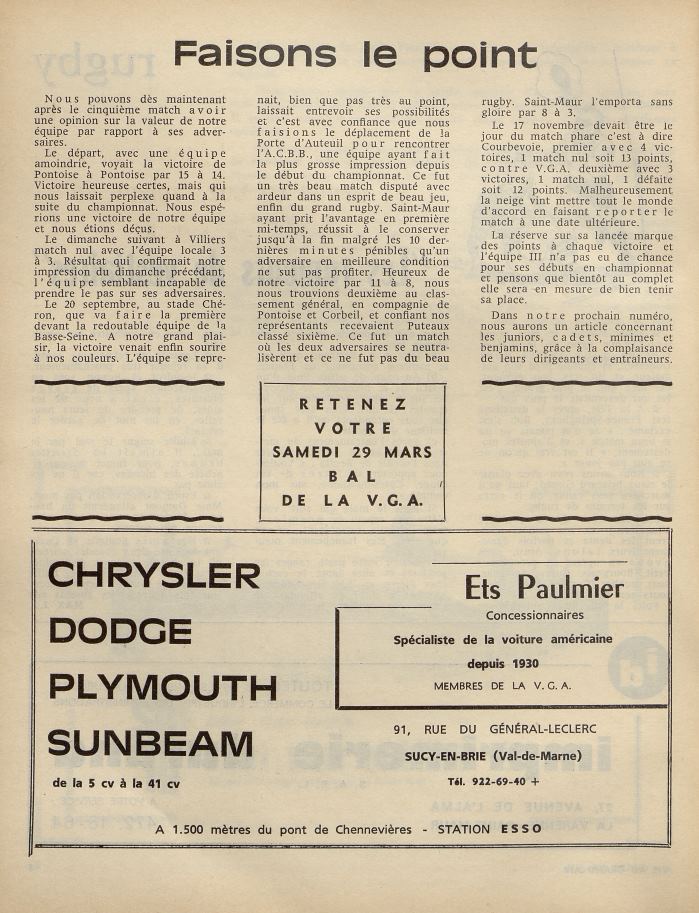 Faisons le point
Nous pouvons dès maintenant
après le cinquième match avoir
une opinion sur la valeur de notre
équipe par rapport à ses adver-
saires.
Le départ, avec une équipe
amoindrie, voyait la victoire de
Pontoise à Pontoise par 15 à 14.
Victoire heureuse certes, mais qui
nous laissait perplexe quand à la
suite du championnat. Nous espé-
rions une victoire de notre équipe
et nous étions déçus.
Le dimanche suivant à Villiers
match nul avec l'équipe locale 3
à 3. Résultat qui confirmait notre
impression du dimanche précédant,
l'équipe semblant incapable de
prendre le pas sur ses adversaires.
Le 20 septembre, au stade Ché-
ron, que va faire la première
devant la redoutable équipe de la
Basse-Seine. A notre grand plai-
sir, la victoire venait enfin sourire
à nos couleurs. L'équipe se repre-
nait, bien que pas très au point,
laissait entrevoir ses possibilités
et c'est avec confiance que nous
faisions le déplacement de la
Porte d'Auteuil pour rencontrer
l'A.C.B.B., une équipe ayant fait
la plus grosse impression depuis
le début du championnat. Ce fut
un très beau match disputé avec
ardeur dans un esprit de beau jeu,
enfin du grand rugby. Saint-Maur
ayant prit l'avantage en première
mi-temps, réussit à le conserver
jusqu'à la fin malgré les 10 der-
nières minutes pénibles qu'un
adversaire en meilleure condition
ne sut pas profiter. Heureux de
notre victoire par 11 à 8, nous
nous trouvions deuxième au clas-
sement général, en compagnie de
Pontoise et Corbeil, et confiant nos
représentants recevaient Puteaux
classé sixième. Ce fut un match
où les deux adversaires se neutra-
lisèrent et ce ne fut pas du beau
rugby. Saint-Maur l'emporta sans
gloire par 8 à 3.
Le 17 novembre devait être le
jour du match phare c'est à dire
Courbevoie, premier avec 4 vic-
toires, 1 match nul soit 13 points,
contre V.G.A. deuxième avec 3
victoires, 1 match nul, 1 défaite
soit 12 points. Malheureusement
la neige vint mettre tout le monde
d'accord en faisant reporter le
match à une date ultérieure.
La réserve sur sa lancée marque
des points à chaque victoire et
l'équipe III n'a pas eu de chance
pour ses débuts en championnat
et pensons que bientôt au complet
elle sera en mesure de bien tenir
sa place.
Dans notre prochain numéro,
nous aurons un article concernant
les juniors, cadets, minimes et
benjamins, grâce à la complaisance
de leurs dirigeants et entraîneurs.
RETENEZ
VOTRE
SAMEDI 29 MARS
BAL
DE LA V.G.A.
CHRYSLER
DODGE
PLYMOUTH
SUNBEAM
de la 5 cv à la 41 cv
Ets Paulmier
Concessionnaires
Spécialiste de la voiture américaine
depuis 1930
MEMBRES DE LA V.G.A.
91, RUE DU GÉNÉRAL-LECLERC
SUCY-EN-BRIE (Val-de-Marne)
Tél. 922-69-40 +
A 1.500 mètres du pont de Chennevières - STATION ESSO